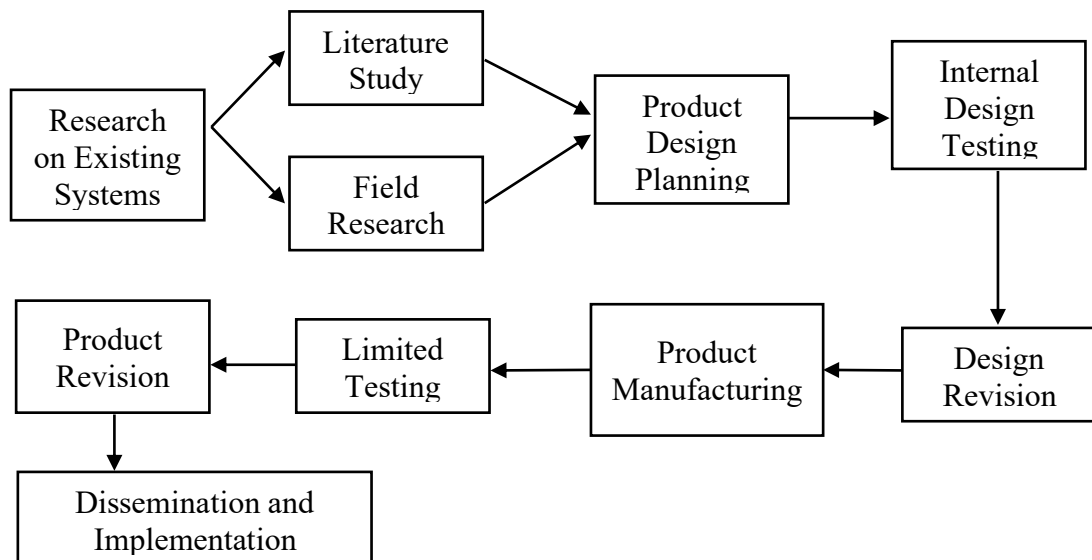 Research
on Existing
Systems
Literature
Study
Field
Research
Product
Design
Planning
Internal
Design
Testing
Design
Revision
Product
Manufacturing
Limited
Testing
Product
Revision
Dissemination and
Implementation